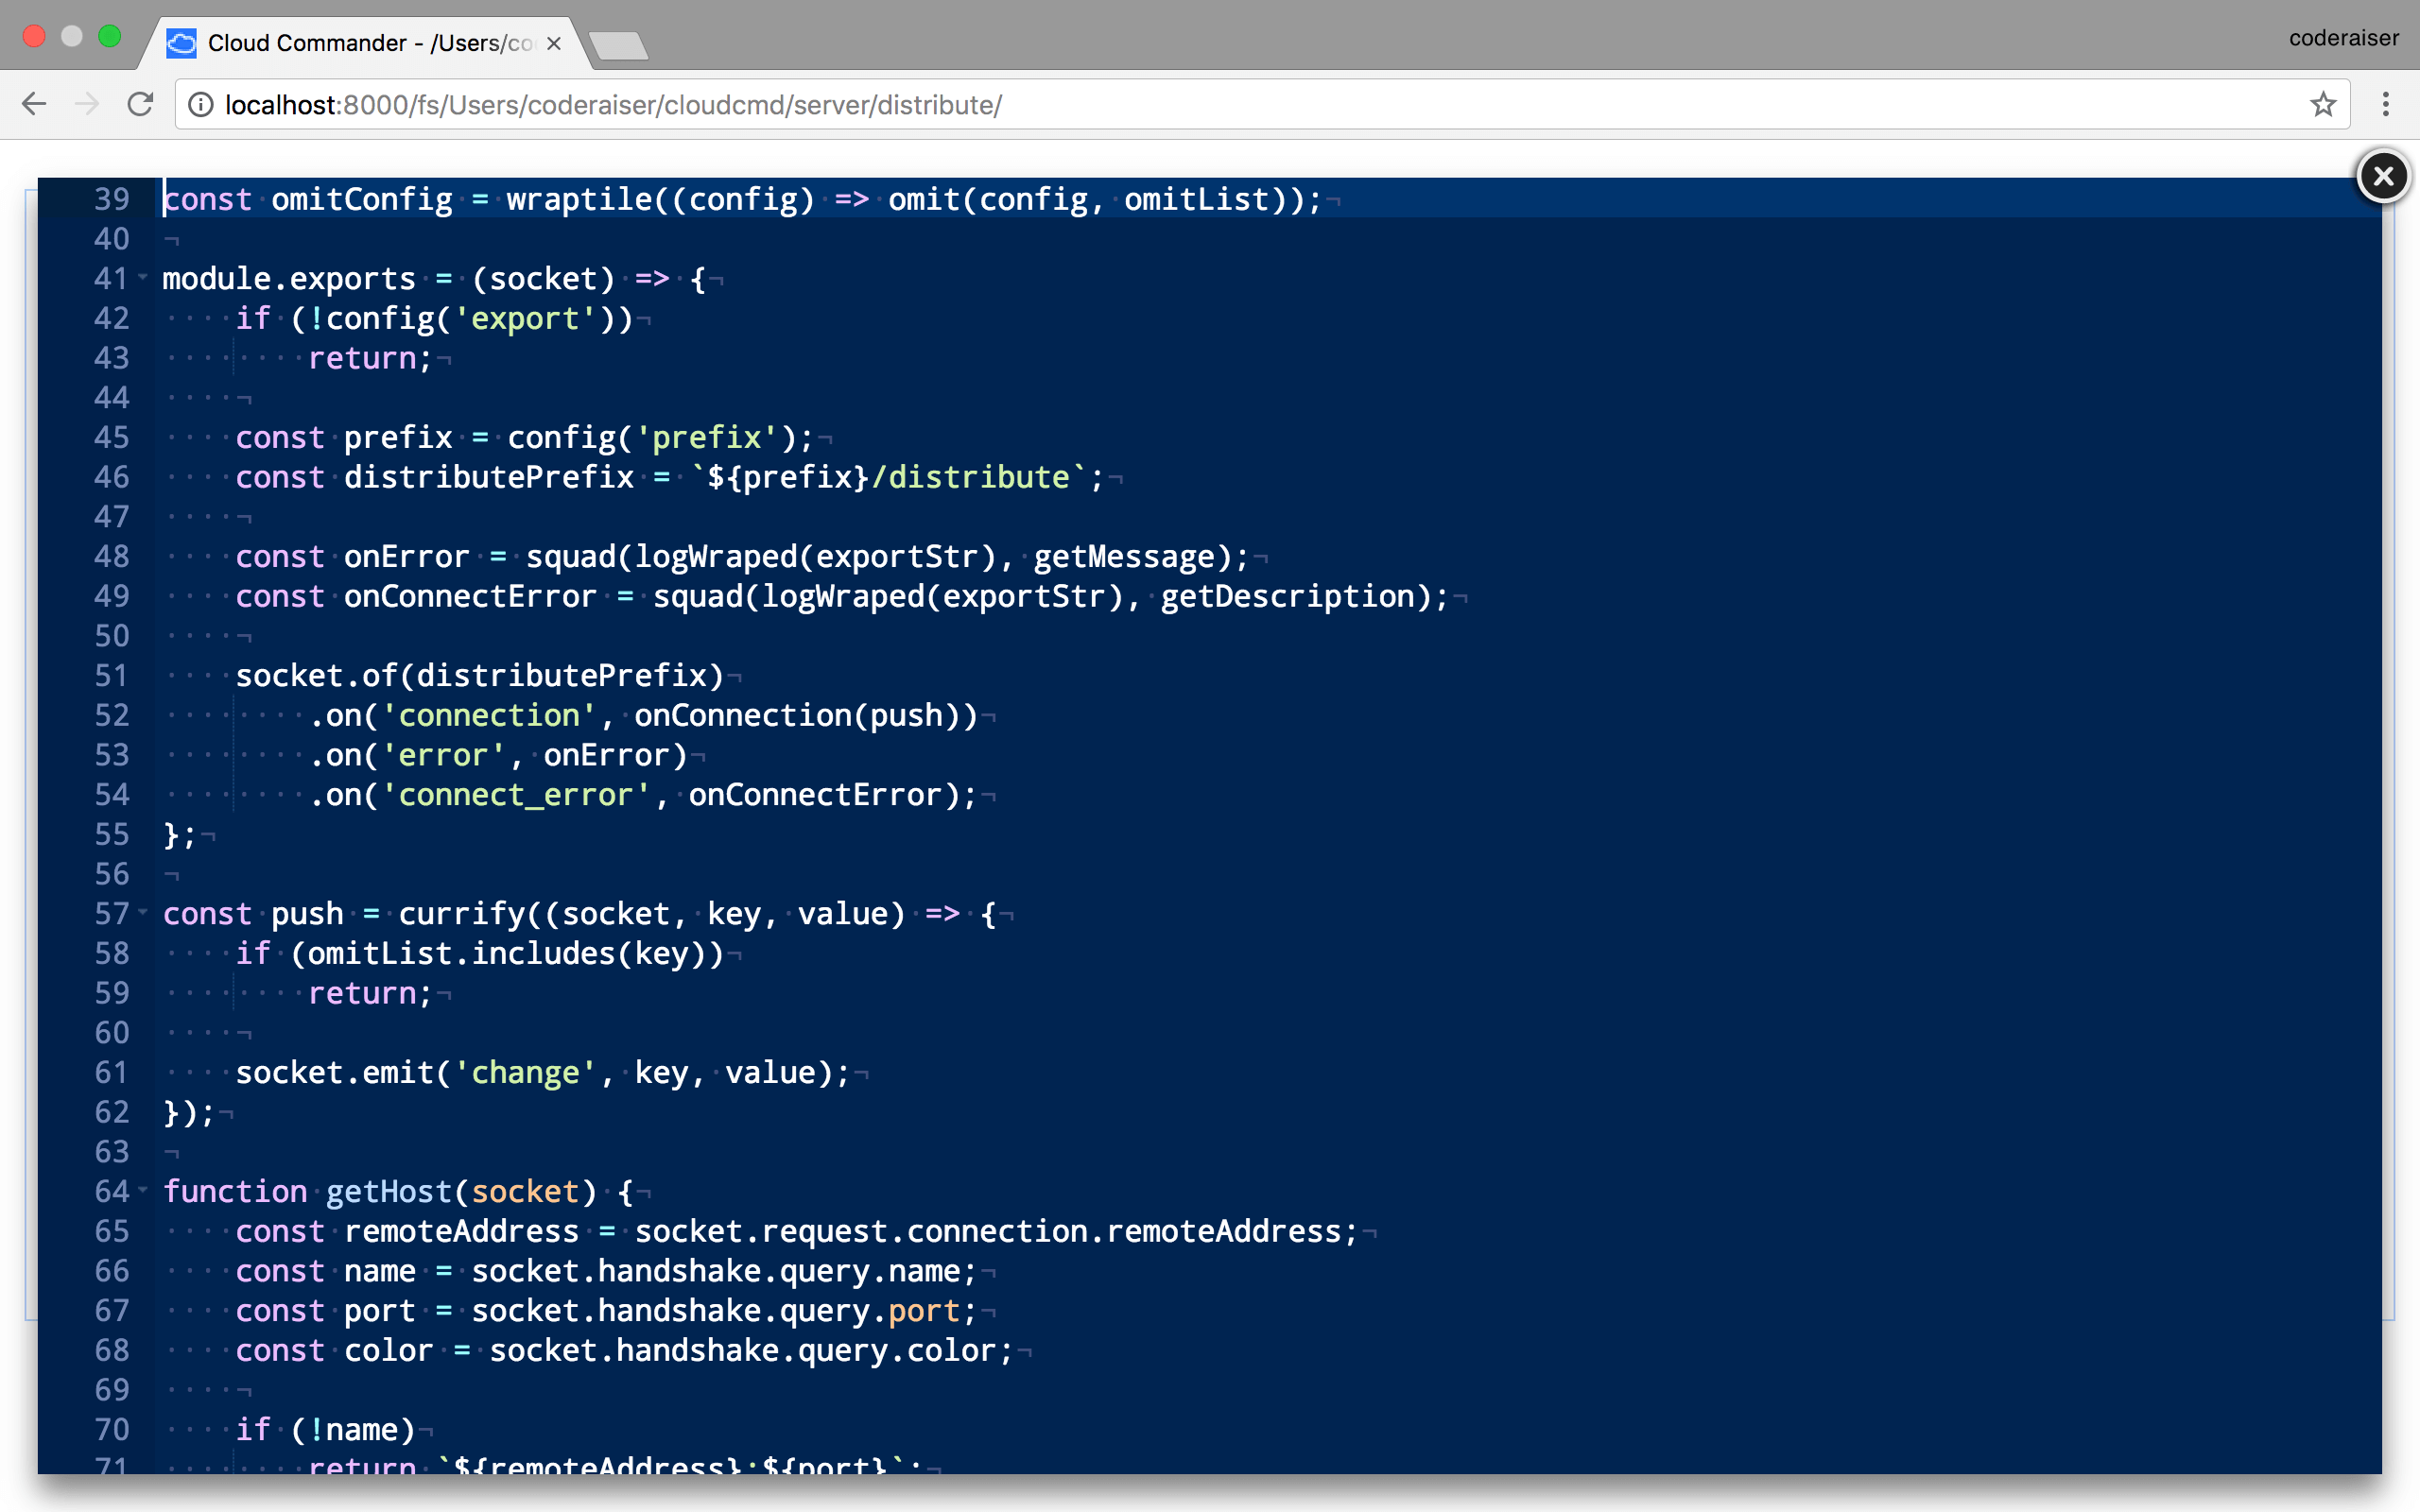 Cloud Commander - /Users/co
coderaiser
localhost:8000/fs/Users/coderaiser/cloudcmd/server/distribute/
39 const omitConfig = wraptile((config) => omit(config, omitList));
40
41 module.exports = (socket) => {
42     if (!config('export'))
43         return;
44
45     const prefix = config('prefix');
46     const distributePrefix = `${prefix}/distribute`;
47
48     const onError = squad(logWraped(exportStr), getMessage);
49     const onConnectError = squad(logWraped(exportStr), getDescription);
50
51     socket.of(distributePrefix)
52         .on('connection', onConnection(push))
53         .on('error', onError)
54         .on('connect_error', onConnectError);
55 };
56
57 const push = currify((socket, key, value) => {
58     if (omitList.includes(key))
59         return;
60
61     socket.emit('change', key, value);
62 });
63
64 function getHost(socket) {
65     const remoteAddress = socket.request.connection.remoteAddress;
66     const name = socket.handshake.query.name;
67     const port = socket.handshake.query.port;
68     const color = socket.handshake.query.color;
69
70     if (!name)
71         return `${remoteAddress}:${port}`;